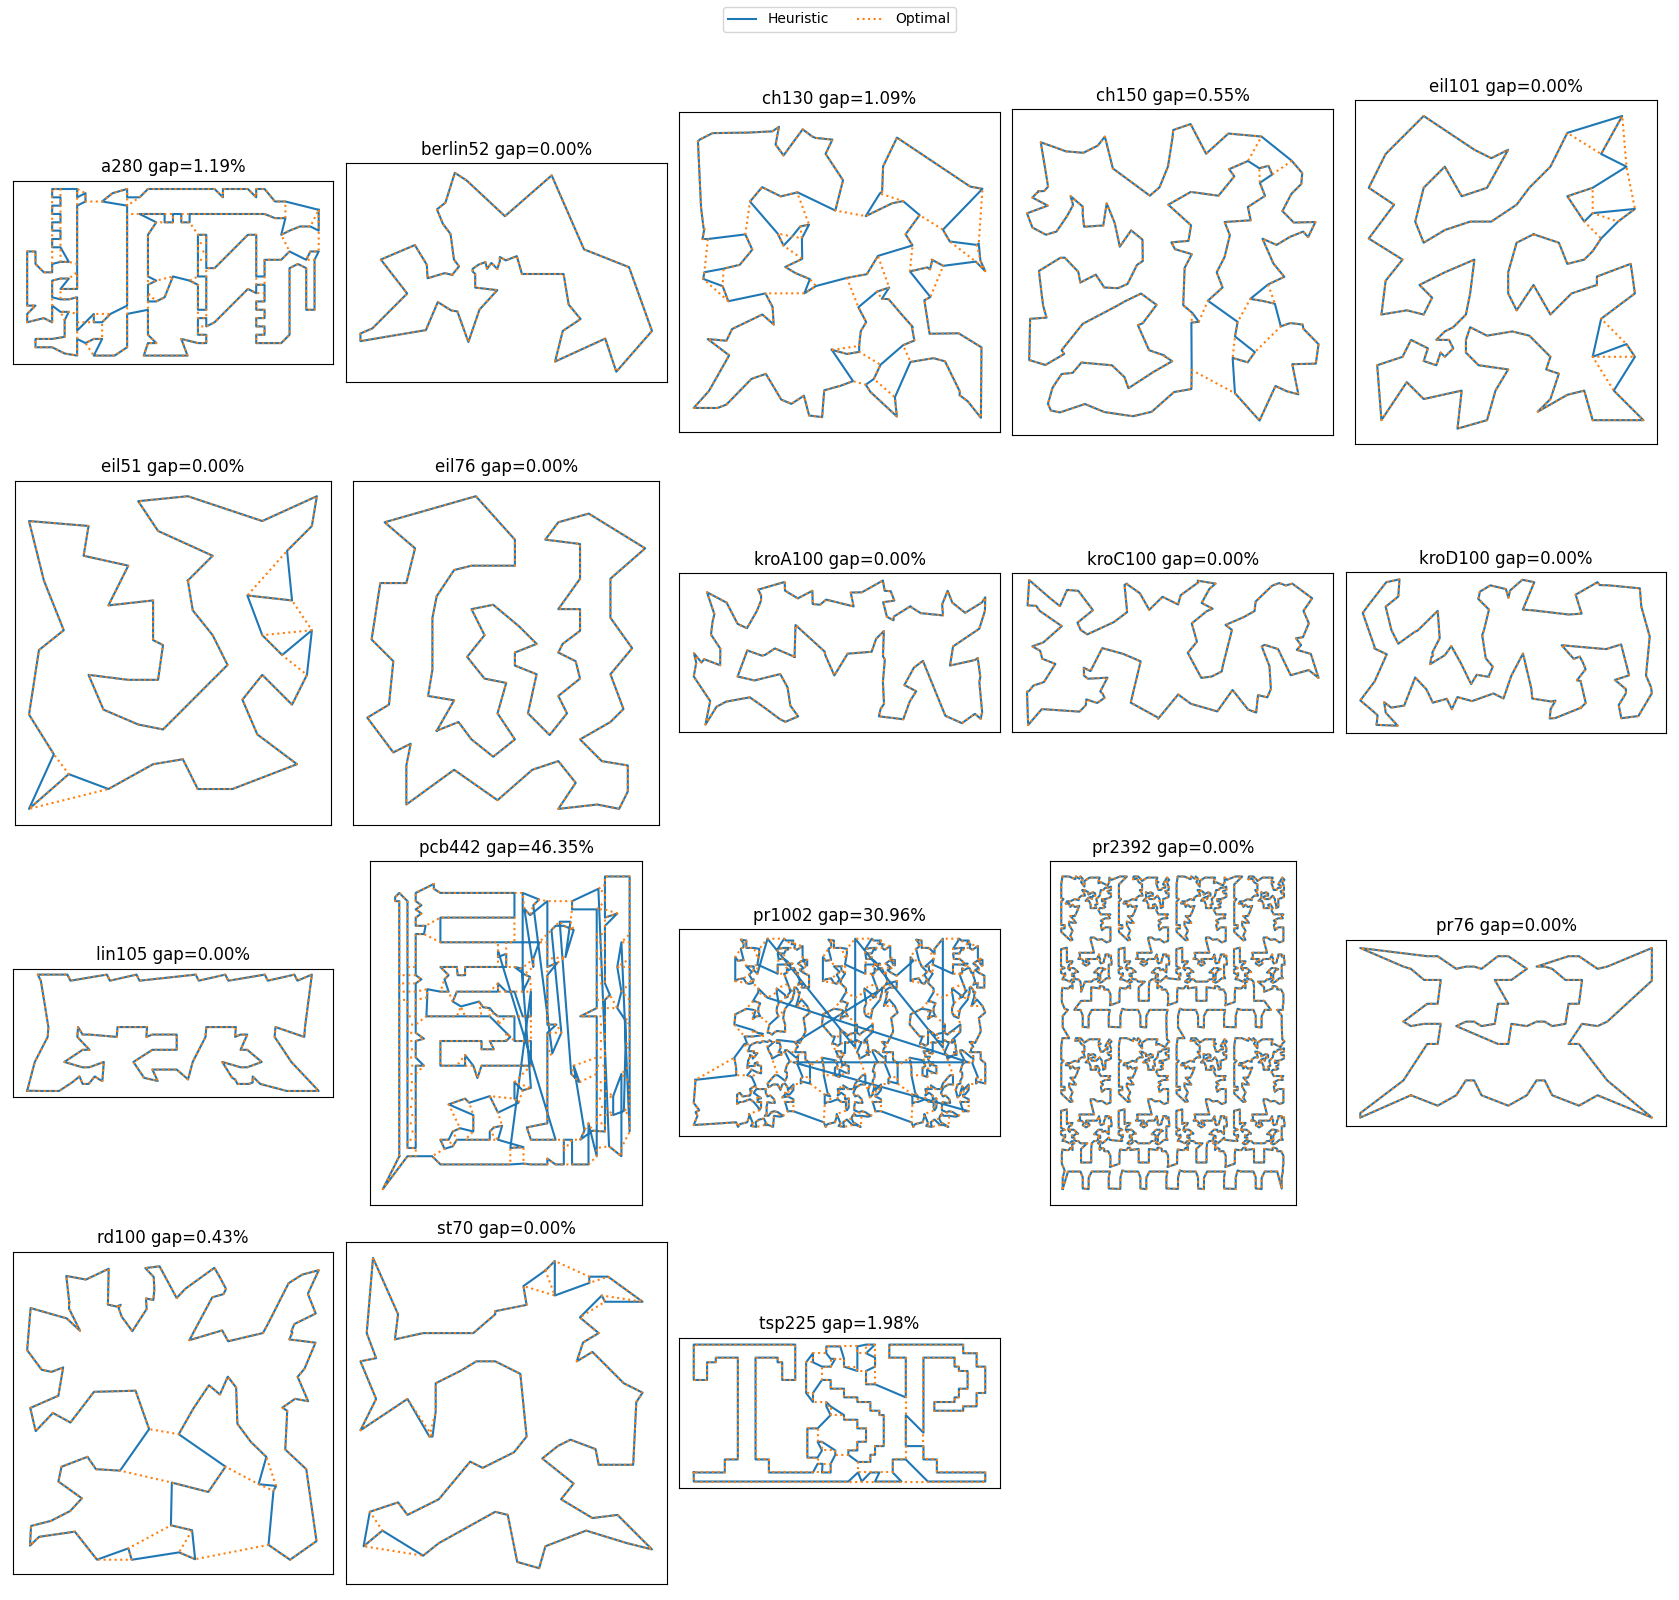 Heuristic Optimal
a280 gap=1.19%
berlin52 gap=0.00%
ch130 gap=1.09%
ch150 gap=0.55%
eil101 gap=0.00%
eil51 gap=0.00%
eil76 gap=0.00%
kroA100 gap=0.00%
kroC100 gap=0.00%
kroD100 gap=0.00%
lin105 gap=0.00%
pcb442 gap=46.35%
pr1002 gap=30.96%
pr2392 gap=0.00%
pr76 gap=0.00%
rd100 gap=0.43%
st70 gap=0.00%
tsp225 gap=1.98%
TSP